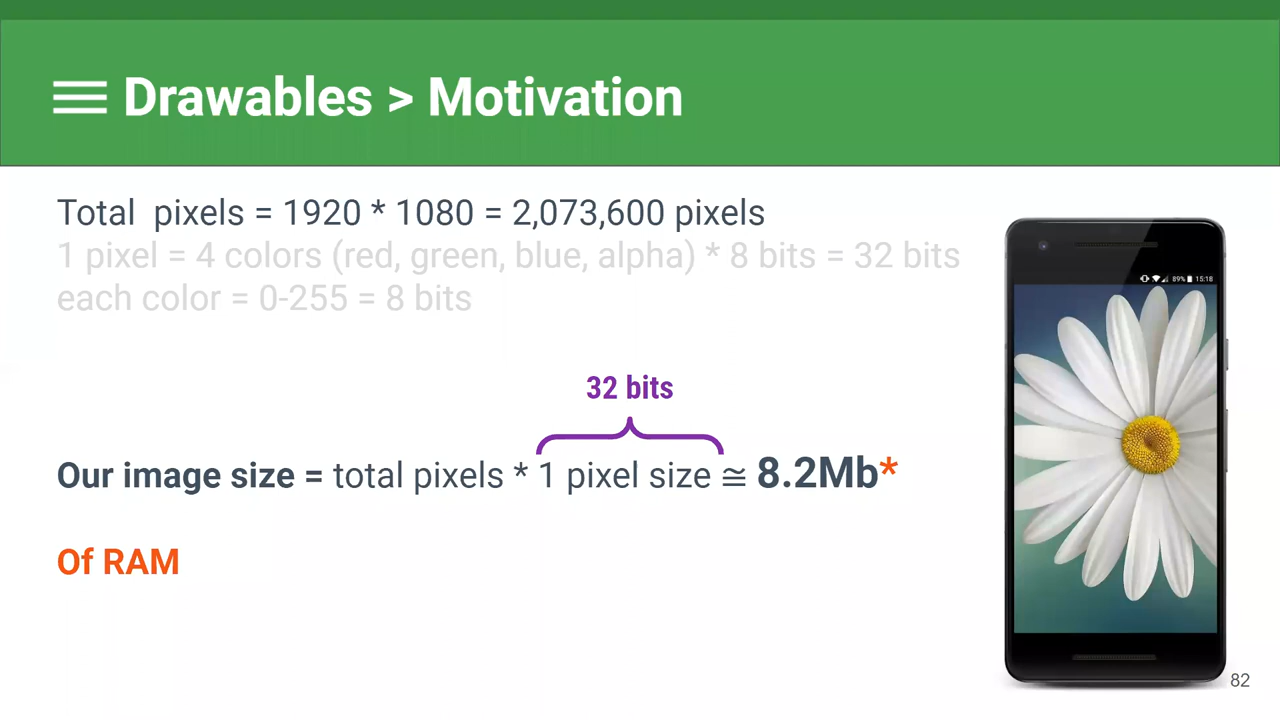 Drawables > Motivation
Total pixels = 1920 * 1080 = 2,073,600 pixels
1 pixel = 4 colors (red, green, blue, alpha) * 8 bits = 32 bits
each color = 0-255 = 8 bits
32 bits
Our image size = total pixels * 1 pixel size ≅ 8.2Mb*
Of RAM
89% 15:18
82